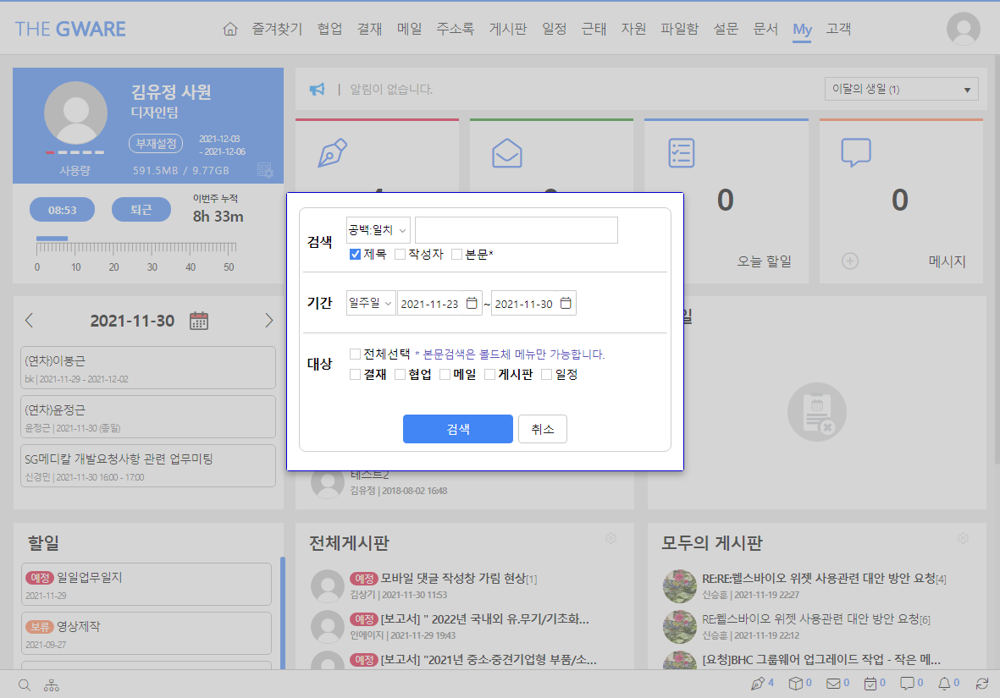 THE GWARE
즐겨찾기 협업 결재 메일 주소록 게시판 일정 근태 자원 파일함 설문 문서 My 고객
김유정 사원
디자인팀
부재설정 2021-12-03
- 2021-12-06
사용량 591.5MB / 9.77GB
08:53 퇴근 이번주 누적
8h 33m
0 10 20 30 40 50
| 알림이 없습니다.
이달의 생일 (1)
0
오늘 할일
0
메시지
검색 공백:일치
제목 작성자 본문*
기간 일주일 2021-11-23 ~ 2021-11-30
대상 전체선택 * 본문검색은 볼드체 메뉴만 가능합니다.
결재 협업 메일 게시판 일정
검색 취소
2021-11-30
(연차)이봉근
bk | 2021-11-29 - 2021-12-02
(연차)윤정근
윤정근 | 2021-11-30 (종일)
SG메디칼 개발요청사항 관련 업무미팅
신경민 | 2021-11-30 16:00 - 17:00
테스트2
김유정 | 2018-08-02 16:48
일
할일
예정 일일업무일지
2021-11-29
보류 영상제작
2021-09-27
전체게시판
예정 모바일 댓글 작성창 가림 현상[1]
김상기 | 2021-11-30 11:53
예정 [보고서] " 2022년 국내외 유.무기/기초화...
인에이지 | 2021-11-29 19:43
예정 [보고서] "2021년 중소·중견기업형 부품/소...
모두의 게시판
RE:RE:웰스바이오 위젯 사용관련 대안 방안 요청[4]
신승훈 | 2021-11-19 22:27
RE:웰스바이오 위젯 사용관련 대안 방안 요청[6]
신승훈 | 2021-11-19 22:12
[요청]BHC 그룹웨어 업그레이드 작업 - 작은 메...
4 0 0 0 0 0